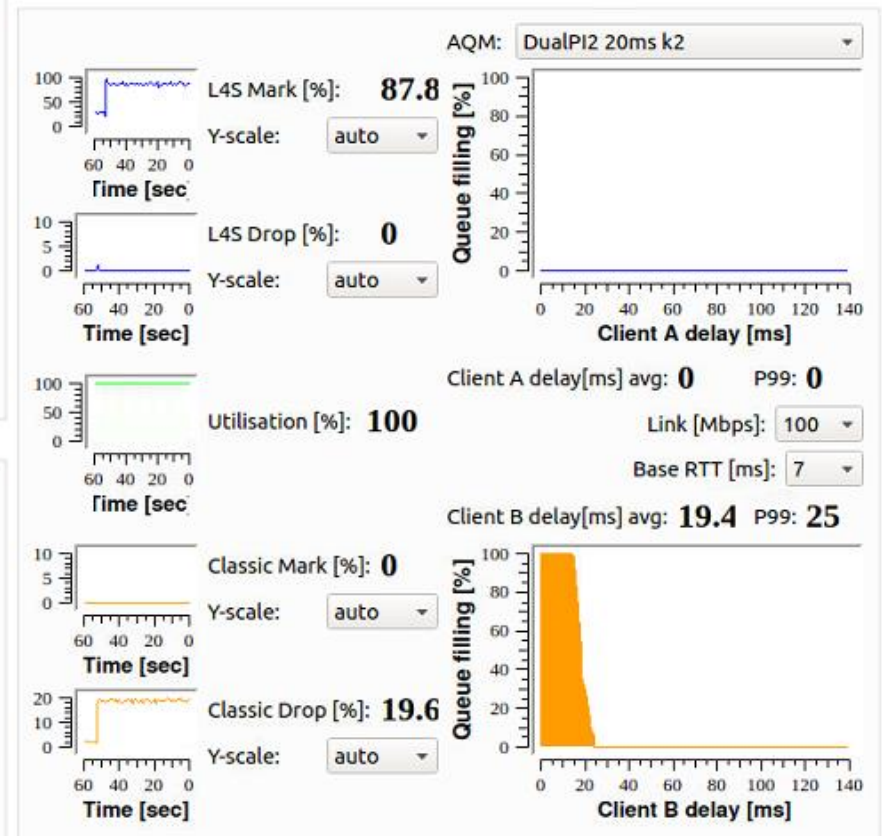 AQM: DualPI2 20ms k2
100
50
0
L4S Mark [%]: 87.8
Y-scale: auto
60 40 20 0
Time [sec
10
5
0
L4S Drop [%]: 0
Y-scale: auto
60 40 20 0
Time [sec]
Queue filling [%]
100
80
60
40
20
0
0 20 40 60 80 100 120 140
Client A delay [ms]
100
50
0
Utilisation [%]: 100
60 40 20 0
Time [sec
Client A delay[ms] avg: 0 P99: 0
Link [Mbps]: 100
Base RTT [ms]: 7
Client B delay[ms] avg: 19.4 P99: 25
10
5
0
Classic Mark [%]: 0
Y-scale: auto
60 40 20 0
Time [sec]
20
10
0
Classic Drop [%]: 19.6
Y-scale: auto
60 40 20 0
Time [sec]
Queue filling [%]
100
80
60
40
20
0
0 20 40 60 80 100 120 140
Client B delay [ms]